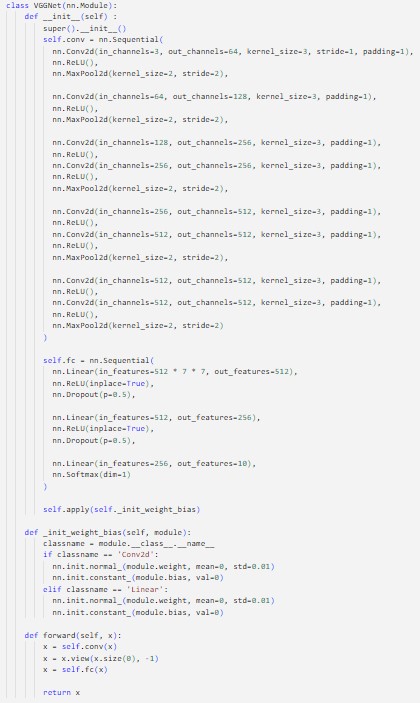 class VGGNet(nn.Module):
    def __init__(self) :
        super().__init__()
        self.conv = nn.Sequential(
            nn.Conv2d(in_channels=3, out_channels=64, kernel_size=3, stride=1, padding=1),
            nn.ReLU(),
            nn.MaxPool2d(kernel_size=2, stride=2),

            nn.Conv2d(in_channels=64, out_channels=128, kernel_size=3, padding=1),
            nn.ReLU(),
            nn.MaxPool2d(kernel_size=2, stride=2),

            nn.Conv2d(in_channels=128, out_channels=256, kernel_size=3, padding=1),
            nn.ReLU(),
            nn.Conv2d(in_channels=256, out_channels=256, kernel_size=3, padding=1),
            nn.ReLU(),
            nn.MaxPool2d(kernel_size=2, stride=2),

            nn.Conv2d(in_channels=256, out_channels=512, kernel_size=3, padding=1),
            nn.ReLU(),
            nn.Conv2d(in_channels=512, out_channels=512, kernel_size=3, padding=1),
            nn.ReLU(),
            nn.MaxPool2d(kernel_size=2, stride=2),

            nn.Conv2d(in_channels=512, out_channels=512, kernel_size=3, padding=1),
            nn.ReLU(),
            nn.Conv2d(in_channels=512, out_channels=512, kernel_size=3, padding=1),
            nn.ReLU(),
            nn.MaxPool2d(kernel_size=2, stride=2)
        )

        self.fc = nn.Sequential(
            nn.Linear(in_features=512 * 7 * 7, out_features=512),
            nn.ReLU(inplace=True),
            nn.Dropout(p=0.5),

            nn.Linear(in_features=512, out_features=256),
            nn.ReLU(inplace=True),
            nn.Dropout(p=0.5),

            nn.Linear(in_features=256, out_features=10),
            nn.Softmax(dim=1)
        )

        self.apply(self._init_weight_bias)

    def _init_weight_bias(self, module):
        classname = module.__class__.__name__
        if classname == 'Conv2d':
            nn.init.normal_(module.weight, mean=0, std=0.01)
            nn.init.constant_(module.bias, val=0)
        elif classname == 'Linear':
            nn.init.normal_(module.weight, mean=0, std=0.01)
            nn.init.constant_(module.bias, val=0)

    def forward(self, x):
        x = self.conv(x)
        x = x.view(x.size(0), -1)
        x = self.fc(x)

        return x